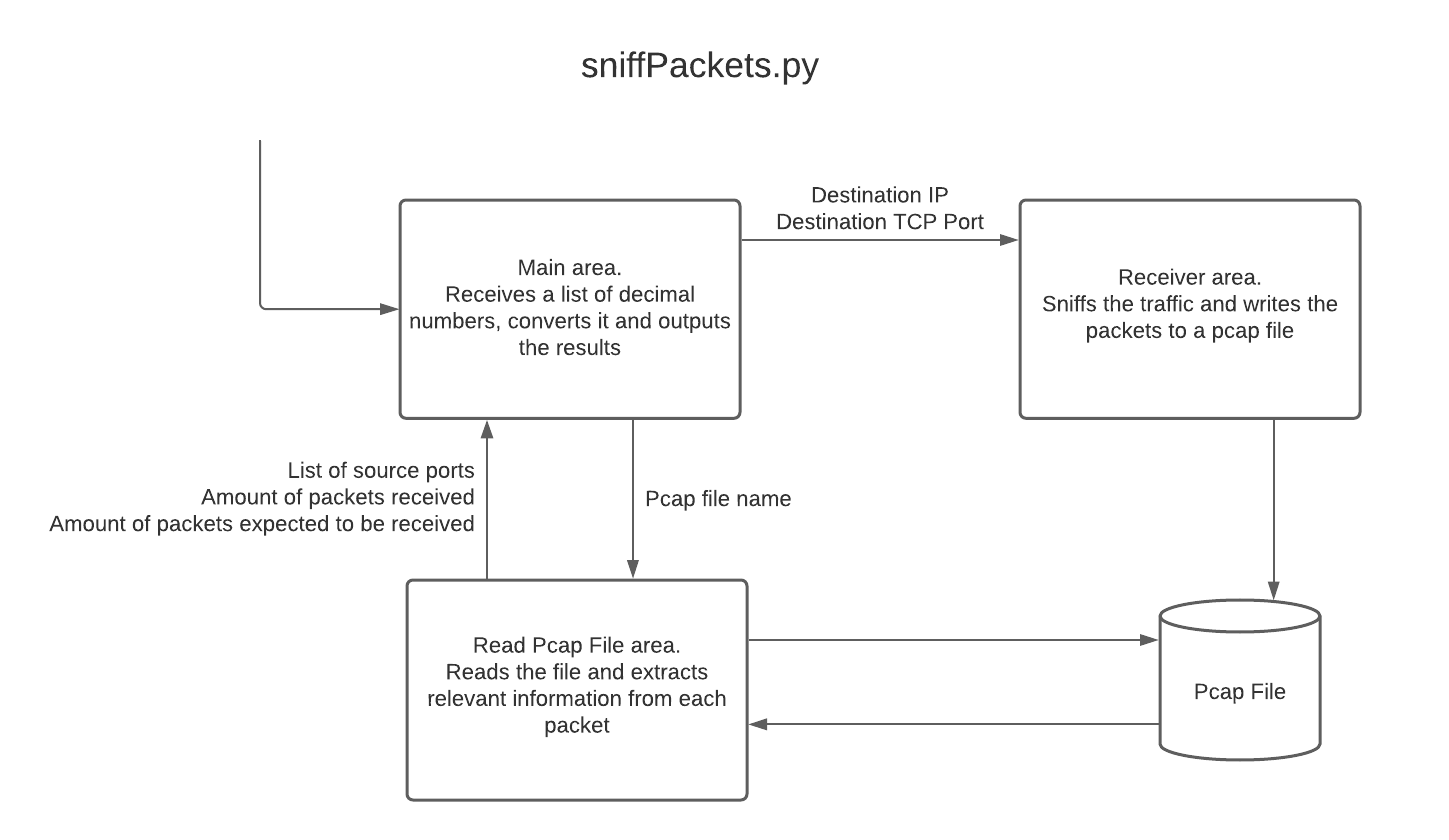 sniffPackets.py
Destination IP
Destination TCP Port
Main area.
Receives a list of decimal
numbers, converts it and outputs
the results
Receiver area.
Sniffs the traffic and writes the
packets to a pcap file
List of source ports
Amount of packets received
Amount of packets expected to be received
Pcap file name
Read Pcap File area.
Reads the file and extracts
relevant information from each
packet
Pcap File